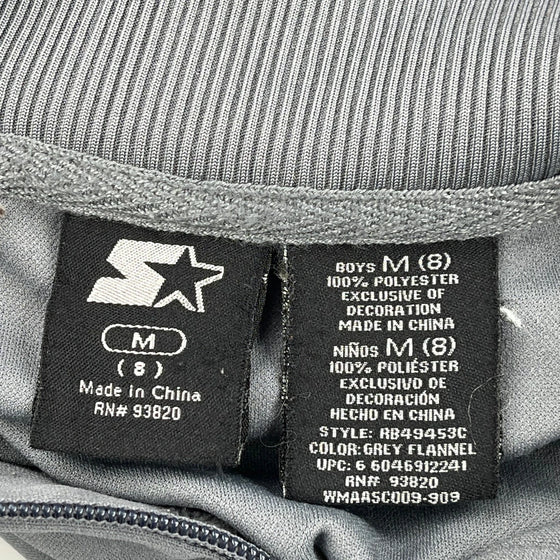 M
(8)
Made in China
RN# 93820
BOYS M (8)
100% POLYESTER
EXCLUSIVE OF
DECORATION
MADE IN CHINA
NIÑOS M (8)
100% POLIÉSTER
EXCLUXIVO DE
DECORACIÓN
HECHO EN CHINA
STYLE: RB49453C
COLOR:GREY FLANNEL
UPC: 6 6046912241
RN# 93820
WMAASC009-909